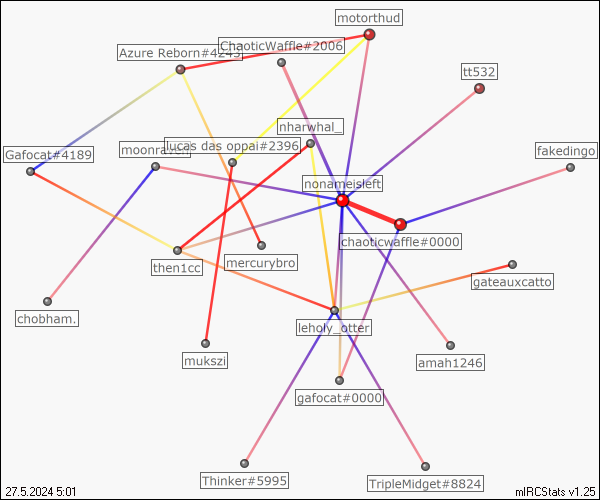 motorthud
ChaoticWaffle#2006
Azure Reborn#4243
tt532
nharwhal_
lucas das oppai#2396
moonraven
fakedingo
Gafocat#4189
nonameisleft
chaoticwaffle#0000
then1cc
mercurybro
gateauxcatto
chobham.
leholy_otter
mukszi
amah1246
gafocat#0000
Thinker#5995
TripleMidget#8824
27.5.2024 5:01
mIRCStats v1.25